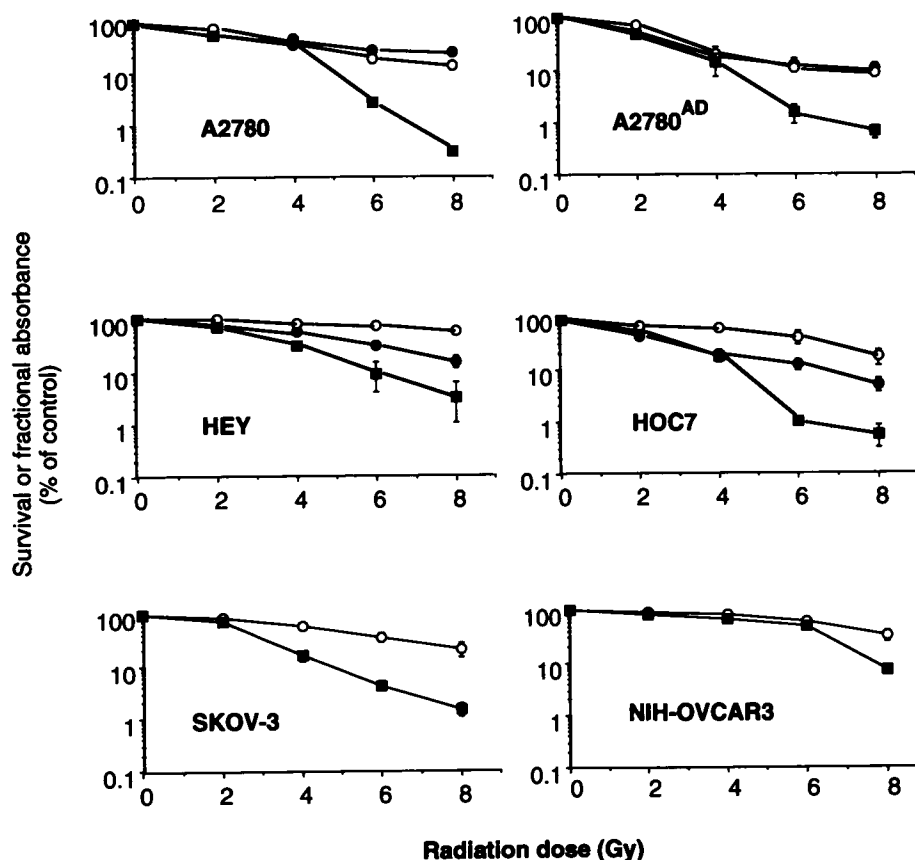 Survival or fractional absorbance
(% of control)
100
10
1
0.1
0 2 4 6 8
A2780
100
10
1
0.1
0 2 4 6 8
A2780AD
100
10
1
0.1
0 2 4 6 8
HEY
100
10
1
0.1
0 2 4 6 8
HOC7
100
10
1
0.1
0 2 4 6 8
SKOV-3
100
10
1
0.1
0 2 4 6 8
NIH-OVCAR3
Radiation dose (Gy)